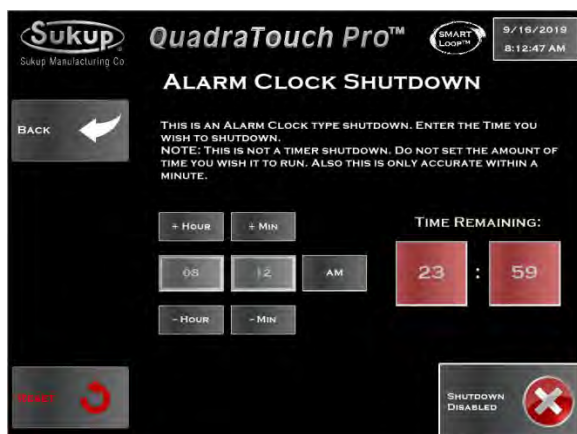 Sukup
Sukup Manufacturing Co
QuadraTouch Pro™
SMART
LOOP™
9/16/2019
8:12:47 AM
ALARM CLOCK SHUTDOWN
BACK
THIS IS AN ALARM CLOCK TYPE SHUTDOWN. ENTER THE TIME YOU
WISH TO SHUTDOWN.
NOTE: THIS IS NOT A TIMER SHUTDOWN. DO NOT SET THE AMOUNT OF
TIME YOU WISH IT TO RUN. ALSO THIS IS ONLY ACCURATE WITHIN A
MINUTE.
+ HOUR + MIN
TIME REMAINING:
08 12 AM
23 : 59
- HOUR - MIN
RESET
SHUTDOWN
DISABLED